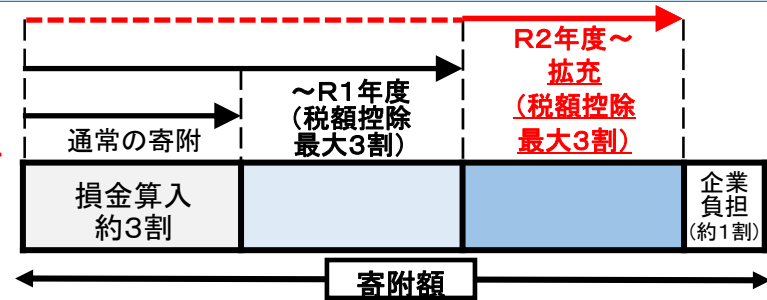 通常の寄附
～R1年度
(税額控除
最大3割)
R2年度～
拡充
(税額控除
最大3割)
損金算入
約3割
企業
負担
(約1割)
寄附額